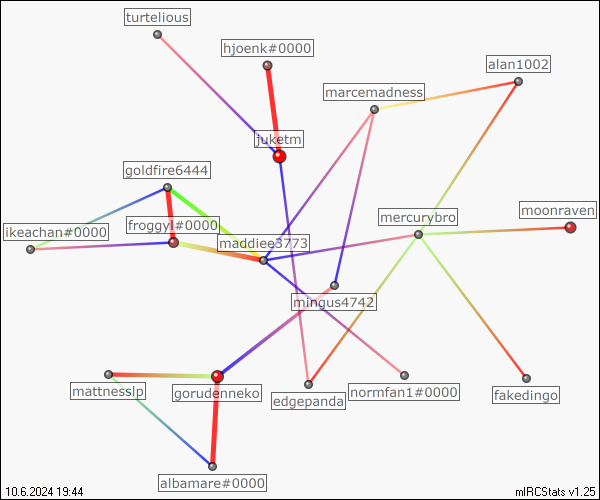 turtelious
hjoenk#0000
alan1002
marcemadness
juketm
goldfire6444
moonraven
mercurybro
froggyl#0000
ikeachan#0000
maddiee3773
mingus4742
mattnesslp
gorudenneko
normfan1#0000
fakedingo
edgepanda
albamare#0000
10.6.2024 19:44
mIRCStats v1.25